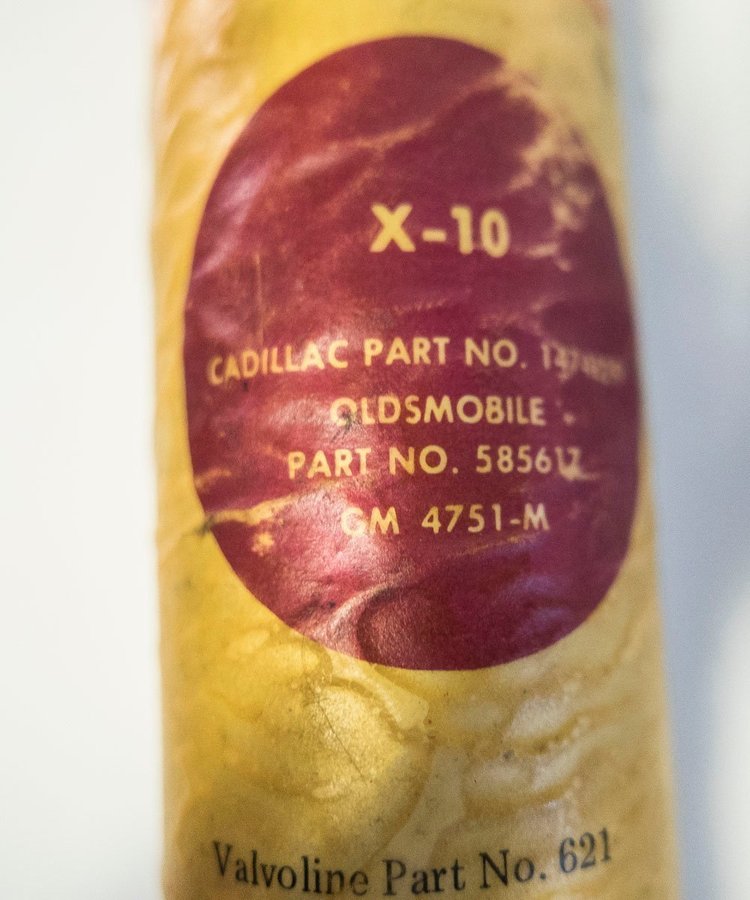 X-10
CADILLAC PART NO.
OLDSMOBILE
PART NO. 585617
GM 4751-M
Valvoline Part No. 621